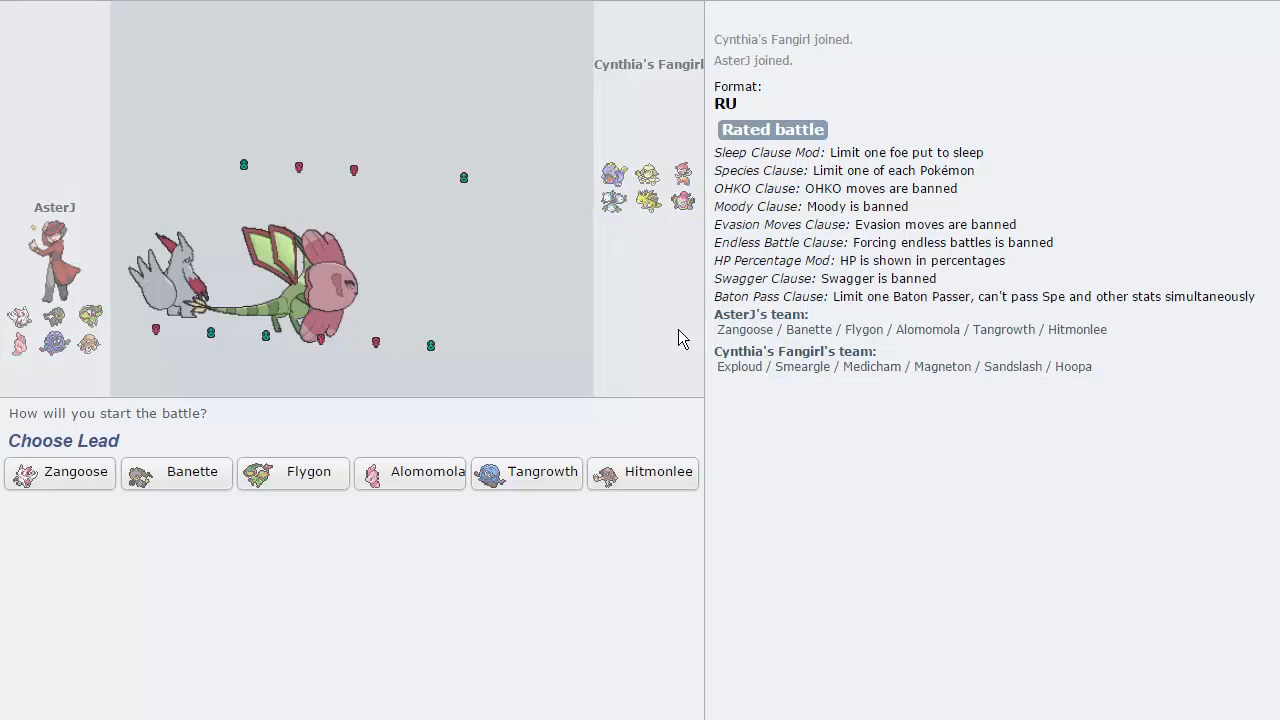 Cynthia's Fangirl
AsterJ
How will you start the battle?
Choose Lead
Zangoose
Banette
Flygon
Alomomola
Tangrowth
Hitmonlee
Cynthia's Fangirl joined.
AsterJ joined.
Format:
RU
Rated battle
Sleep Clause Mod: Limit one foe put to sleep
Species Clause: Limit one of each Pokémon
OHKO Clause: OHKO moves are banned
Moody Clause: Moody is banned
Evasion Moves Clause: Evasion moves are banned
Endless Battle Clause: Forcing endless battles is banned
HP Percentage Mod: HP is shown in percentages
Swagger Clause: Swagger is banned
Baton Pass Clause: Limit one Baton Passer, can't pass Spe and other stats simultaneously
AsterJ's team:
Zangoose / Banette / Flygon / Alomomola / Tangrowth / Hitmonlee
Cynthia's Fangirl's team:
Exploud / Smeargle / Medicham / Magneton / Sandslash / Hoopa